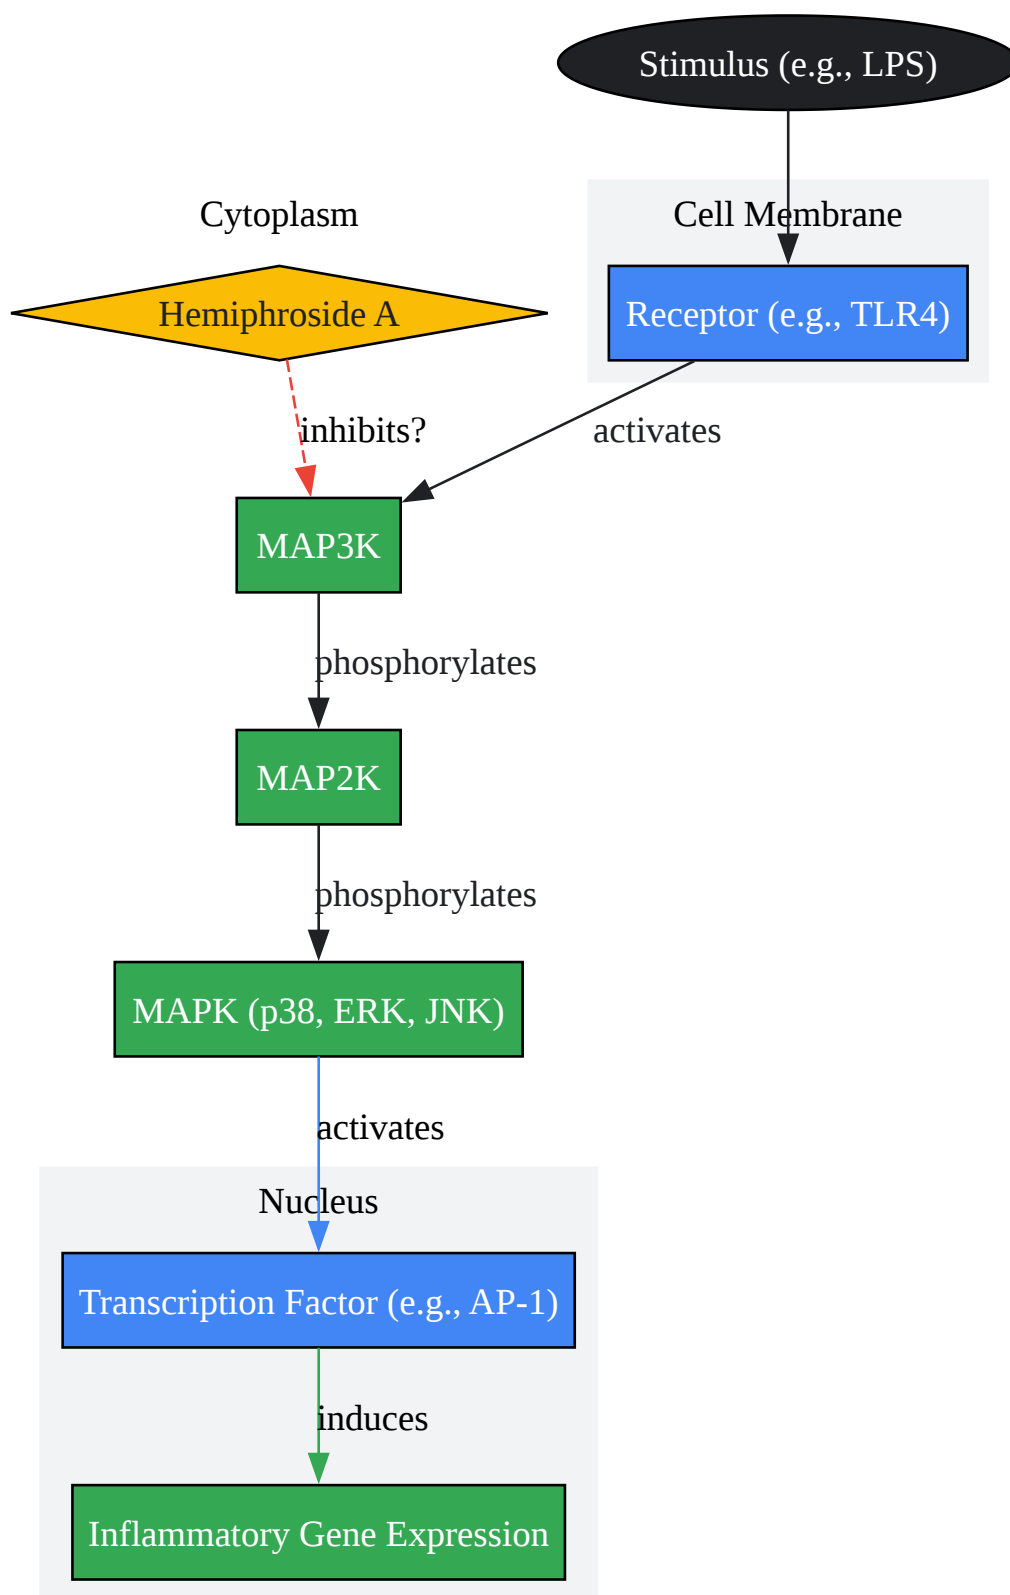 Stimulus (e.g., LPS)
Cytoplasm
Cell Membrane
Hemiphroside A
Receptor (e.g., TLR4)
inhibits?
activates
MAP3K
phosphorylates
MAP2K
phosphorylates
MAPK (p38, ERK, JNK)
activates
Nucleus
Transcription Factor (e.g., AP-1)
induces
Inflammatory Gene Expression